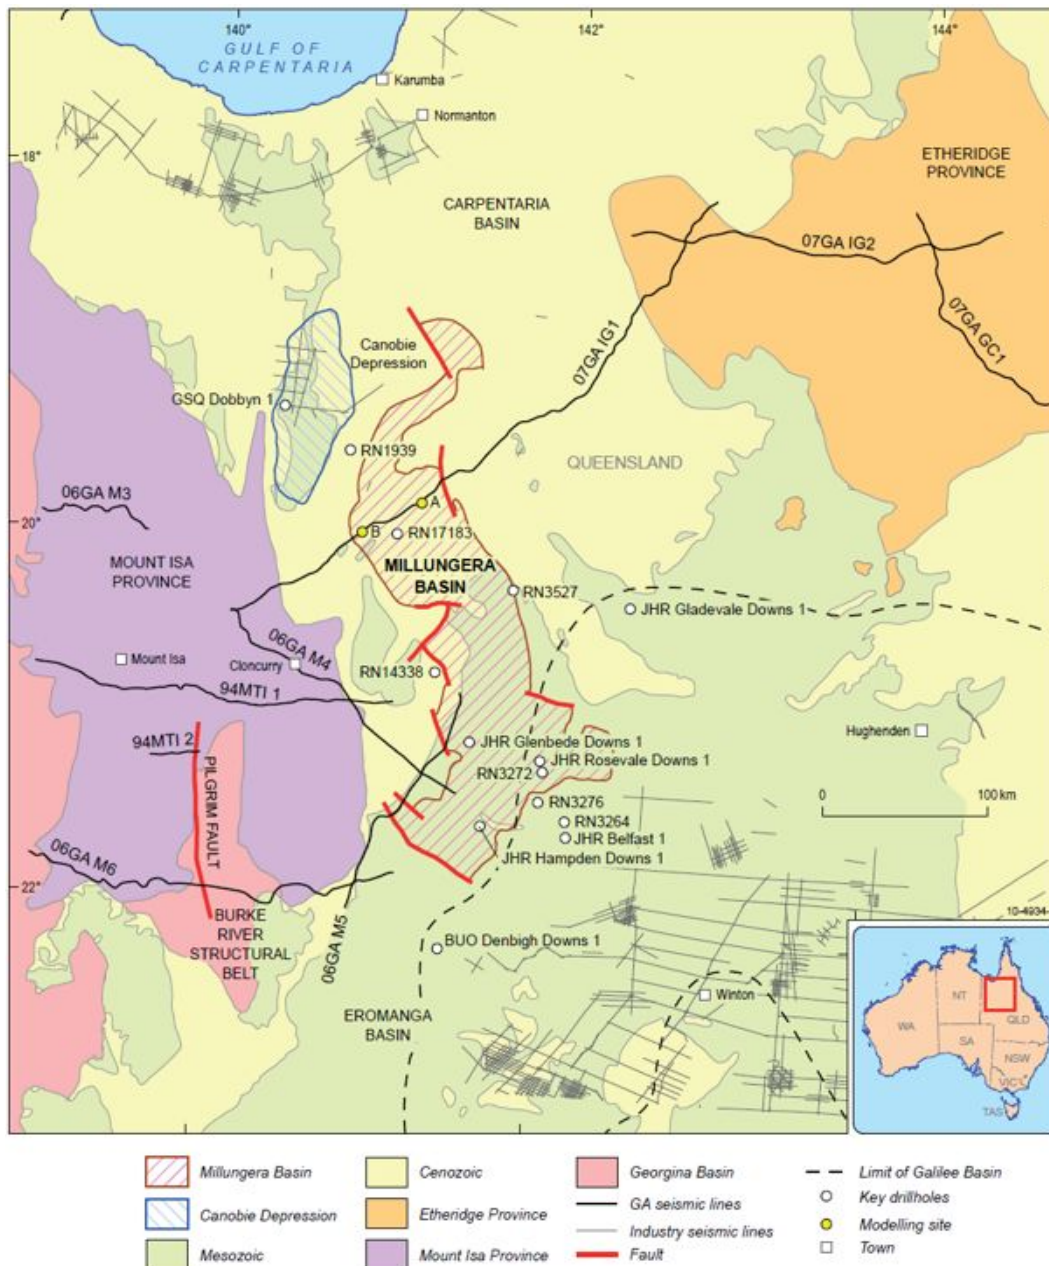 140°
142°
144°
GULF OF
CARPENTARIA
Karumba
Normanton
18°
ETHERIDGE
PROVINCE
CARPENTARIA
BASIN
07GA IG2
07GA IG1
07GA GC1
Canobie
Depression
GSQ Dobbyn 1
RN1939
QUEENSLAND
06GA M3
A
20°
B
RN17183
MOUNT ISA
PROVINCE
MILLUNGERA
BASIN
RN3527
JHR Gladevale Downs 1
06GA M4
Mount Isa
Cloncurry
RN14338
94MTI 1
Hughenden
94MTI 2
JHR Glenbede Downs 1
JHR Rosevale Downs 1
RN3272
PILGRIM FAULT
0
100 km
RN3276
RN3264
JHR Belfast 1
JHR Hampden Downs 1
06GA M6
22°
BURKE
RIVER
STRUCTURAL
BELT
06GA M5
10-4934
BUO Denbigh Downs 1
Winton
EROMANGA
BASIN
NT
QLD
WA
SA
NSW
VIC
TAS
Millungera Basin
Cenozoic
Georgina Basin
Limit of Galilee Basin
Canobie Depression
Etheridge Province
GA seismic lines
Key drillholes
Industry seismic lines
Modelling site
Mesozoic
Mount Isa Province
Fault
Town